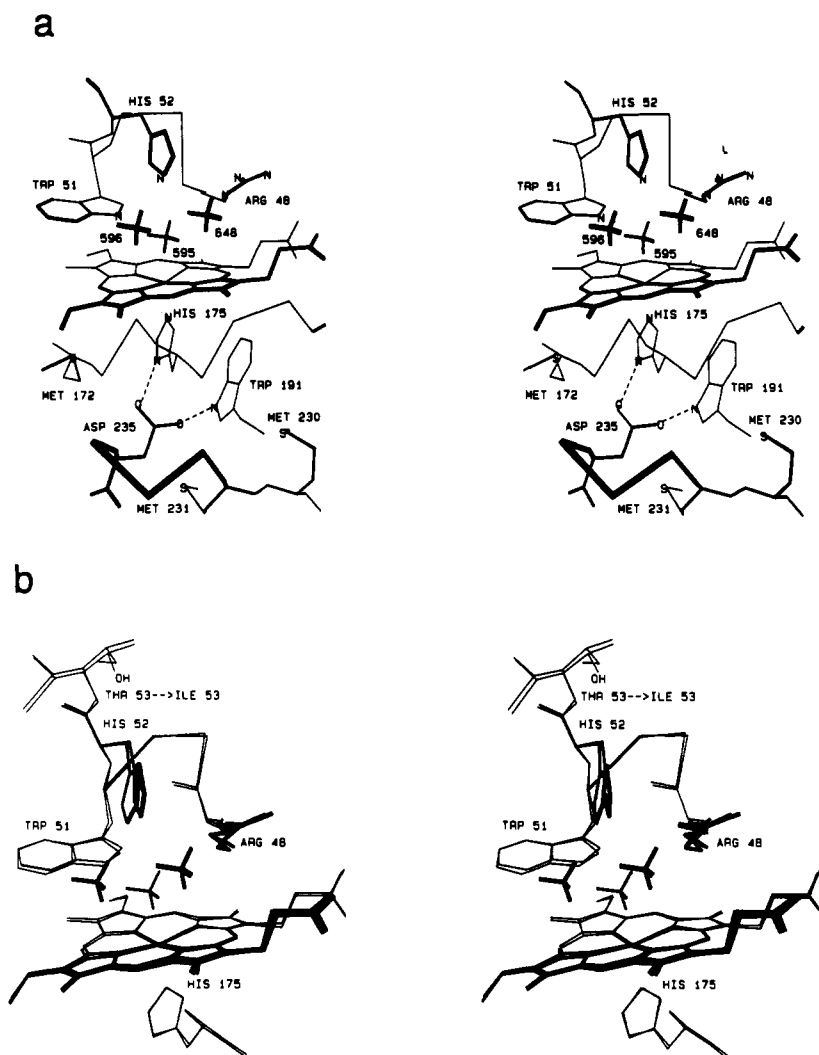 a
HIS 52
TRP 51
N
N
N
N
N
ARG 48
596
595
648
HIS 175
N
N
S
MET 172
O
O
N
TRP 191
ASP 235
MET 230
S
S
MET 231
HIS 52
TRP 51
N
N
N
N
N
ARG 48
596
595
648
HIS 175
N
N
S
MET 172
O
O
N
TRP 191
ASP 235
MET 230
S
S
MET 231
b
OH
THR 53-->ILE 53
HIS 52
TRP 51
ARG 48
HIS 175
OH
THR 53-->ILE 53
HIS 52
TRP 51
ARG 48
HIS 175